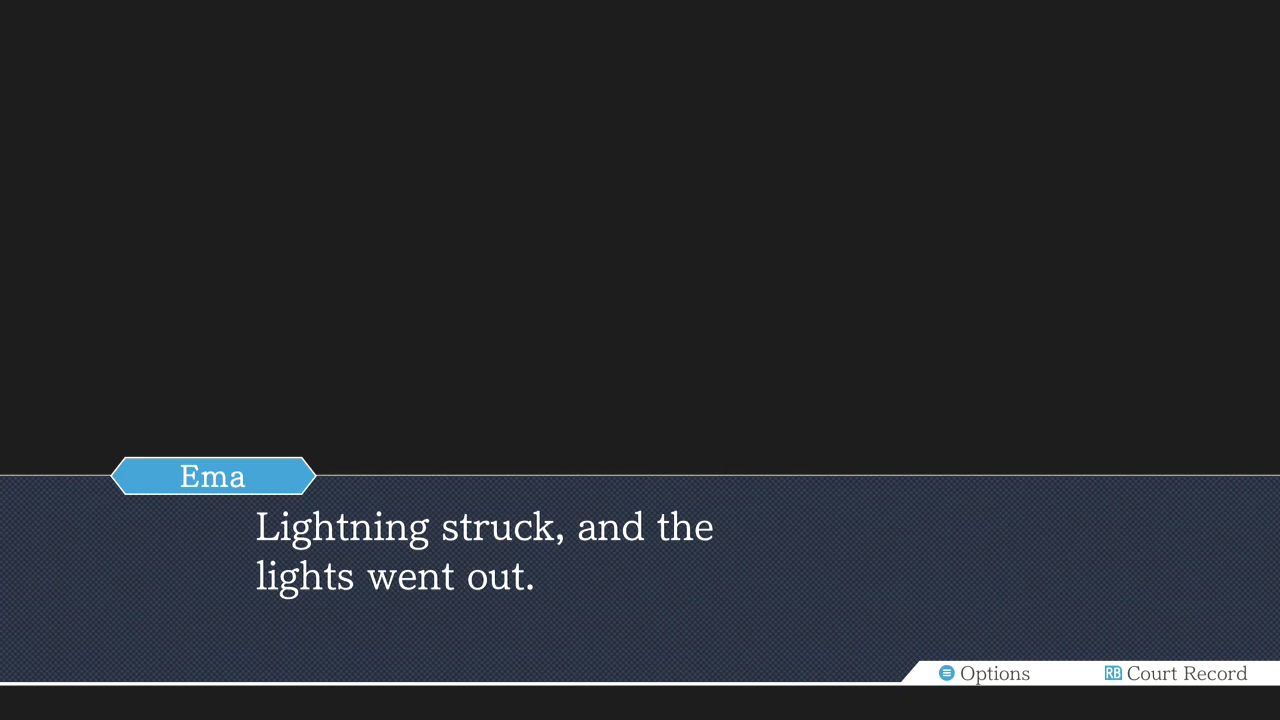 Ema
Lightning struck, and the
lights went out.
Options
RB Court Record